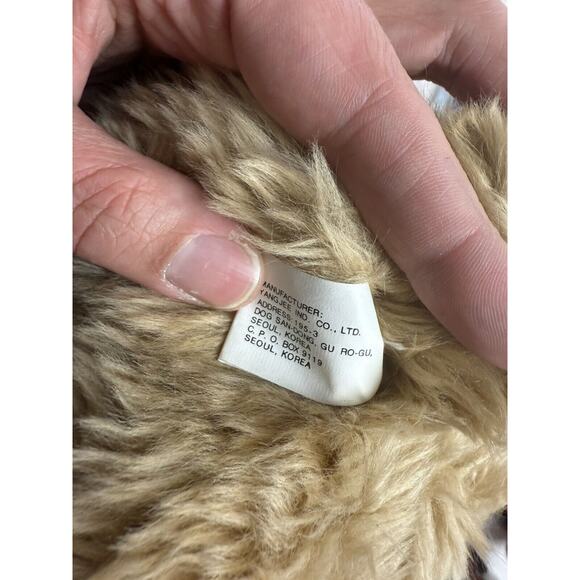 MANUFACTURER:
YANGJEE IND. CO., LTD.
ADDRESS 195-3
DOG SAN-DONG, GU RO-GU,
SEOUL, KOREA
C. P. O. BOX 9119
SEOUL, KOREA